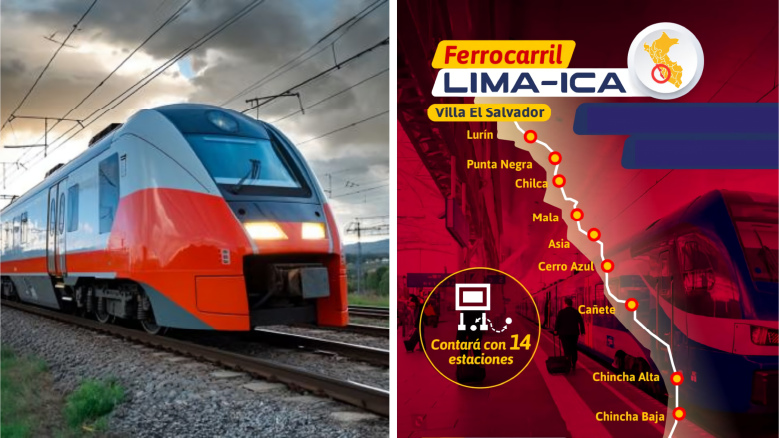 Ferrocarril
LIMA-ICA
Villa El Salvador
Lurín
Punta Negra
Chilca
Mala
Asia
Cerro Azul
Cañete
Contará con 14
estaciones
Chincha Alta
Chincha Baja